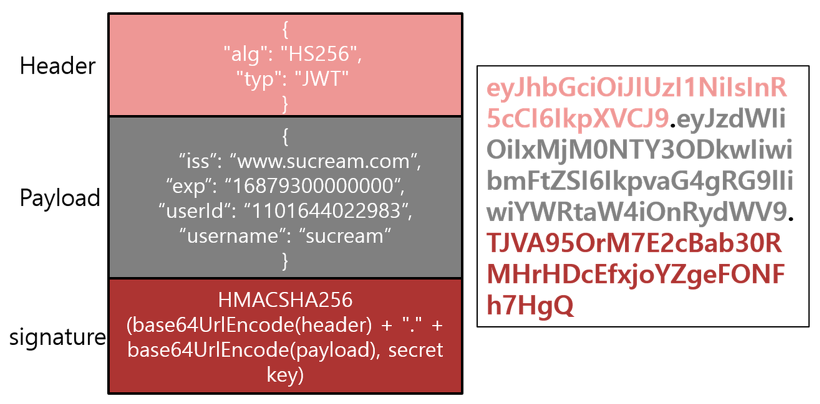 Header
{
"alg": "HS256",
"typ": "JWT"
}
Payload
{
"iss": "www.sucream.com",
"exp": "16879300000000",
"userId": "1101644022983",
"username": "sucream"
}
signature
HMACSHA256
(base64UrlEncode(header) + "." +
base64UrlEncode(payload), secret
key)
eyJhbGciOiJIUzI1NiIsInR
5cCI6IkpXVCJ9.eyJzdWIi
OiIxMjM0NTY3ODkwIiwi
bmFtZSI6IkpvaG4gRG9lIi
wiYWRtaW4iOnRydWV9.
TJVA95OrM7E2cBab30R
MHrHDcEfxjoYZgeFONF
h7HgQ